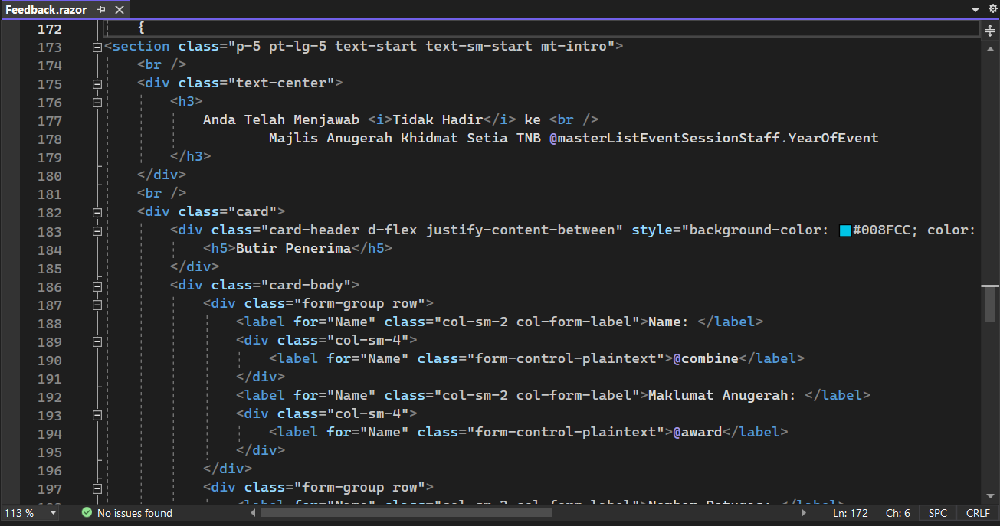 Feedback.razor
172 {
173 <section class="p-5 pt-lg-5 text-start text-sm-start mt-intro">
174 <br />
175 <div class="text-center">
176 <h3>
177 Anda Telah Menjawab <i>Tidak Hadir</i> ke <br />
178 Majlis Anugerah Khidmat Setia TNB @masterListEventSessionStaff.YearOfEvent
179 </h3>
180 </div>
181 <br />
182 <div class="card">
183 <div class="card-header d-flex justify-content-between" style="background-color: #008FCC; color:
184 <h5>Butir Penerima</h5>
185 </div>
186 <div class="card-body">
187 <div class="form-group row">
188 <label for="Name" class="col-sm-2 col-form-label">Name: </label>
189 <div class="col-sm-4">
190 <label for="Name" class="form-control-plaintext">@combine</label>
191 </div>
192 <label for="Name" class="col-sm-2 col-form-label">Maklumat Anugerah: </label>
193 <div class="col-sm-4">
194 <label for="Name" class="form-control-plaintext">@award</label>
195 </div>
196 </div>
197 <div class="form-group row">
113 % No issues found Ln: 172 Ch: 6 SPC CRLF